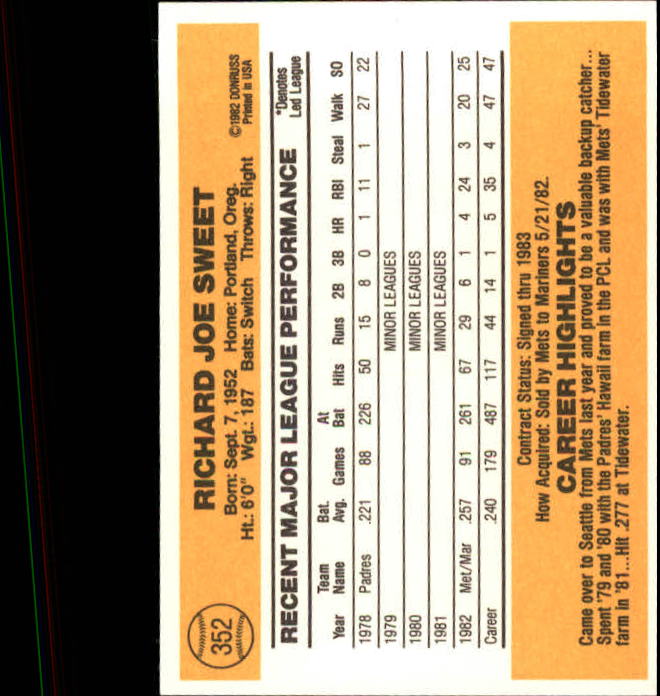 352
RICHARD JOE SWEET
©1982 DONRUSS
Printed in USA
Born: Sept. 7, 1952 Home: Portland, Oreg.
Ht.: 6'0" Wgt.: 187 Bats: Switch Throws: Right
RECENT MAJOR LEAGUE PERFORMANCE
*Denotes
Led League
Year Team Name Bat. Avg. Games At Bat Hits Runs 2B 3B HR RBI Steal Walk SO
1978 Padres .221 88 226 50 15 8 0 1 11 1 27 22
1979 MINOR LEAGUES
1980 MINOR LEAGUES
1981 MINOR LEAGUES
1982 Met/Mar .257 91 261 67 29 6 1 4 24 3 20 25
Career .240 179 487 117 44 14 1 5 35 4 47 47
Contract Status: Signed thru 1983
How Acquired: Sold by Mets to Mariners 5/21/82.
CAREER HIGHLIGHTS
Came over to Seattle from Mets last year and proved to be a valuable backup catcher...
Spent '79 and '80 with the Padres' Hawaii farm in the PCL and was with Mets' Tidewater
farm in '81...Hit .277 at Tidewater.